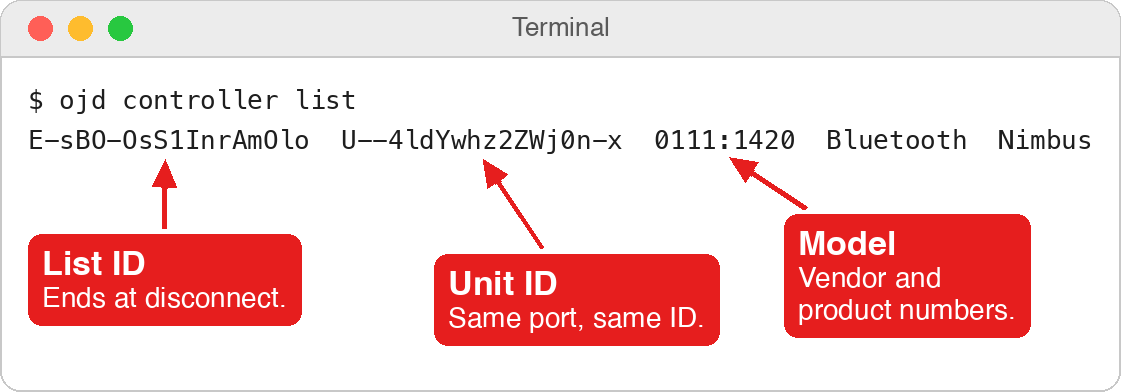 Terminal
$ ojd controller list
E-sBO-OsS1InrAmOlo  U--4ldYwhz2ZWj0n-x  0111:1420  Bluetooth  Nimbus
List ID
Ends at disconnect.
Unit ID
Same port, same ID.
Model
Vendor and
product numbers.